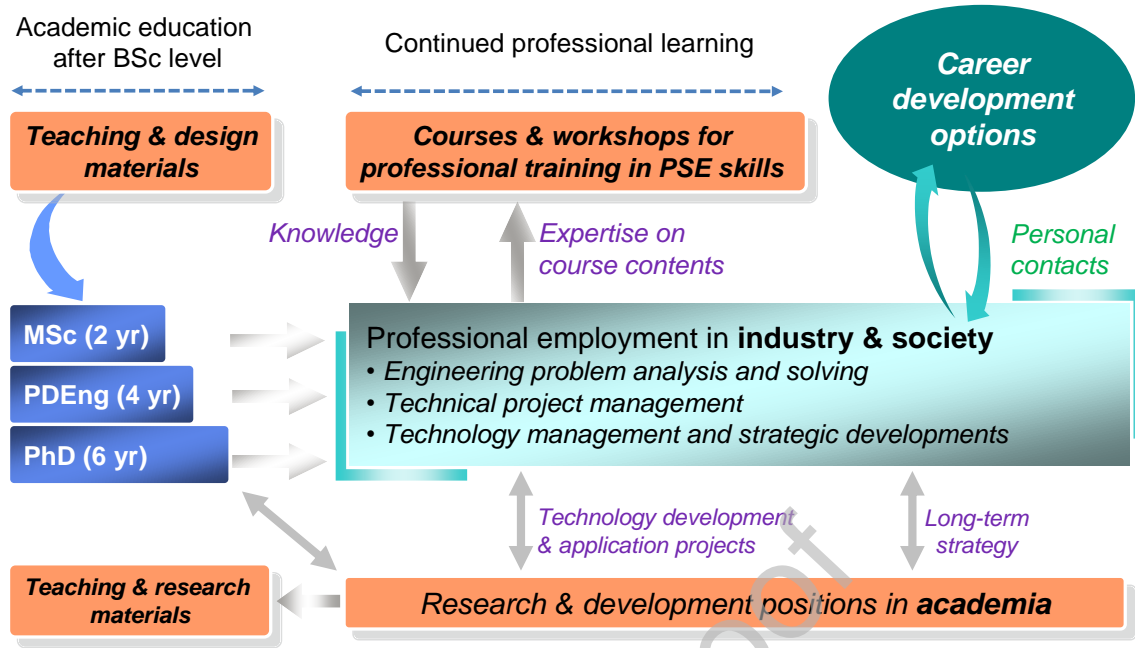 Academic education
after BSc level
Continued professional learning
Career
development
options
Teaching & design
materials
Courses & workshops for
professional training in PSE skills
Knowledge
Expertise on
course contents
Personal
contacts
MSc (2 yr)
PDEng (4 yr)
PhD (6 yr)
Professional employment in industry & society
• Engineering problem analysis and solving
• Technical project management
• Technology management and strategic developments
Technology development
& application projects
Long-term
strategy
Teaching & research
materials
Research & development positions in academia